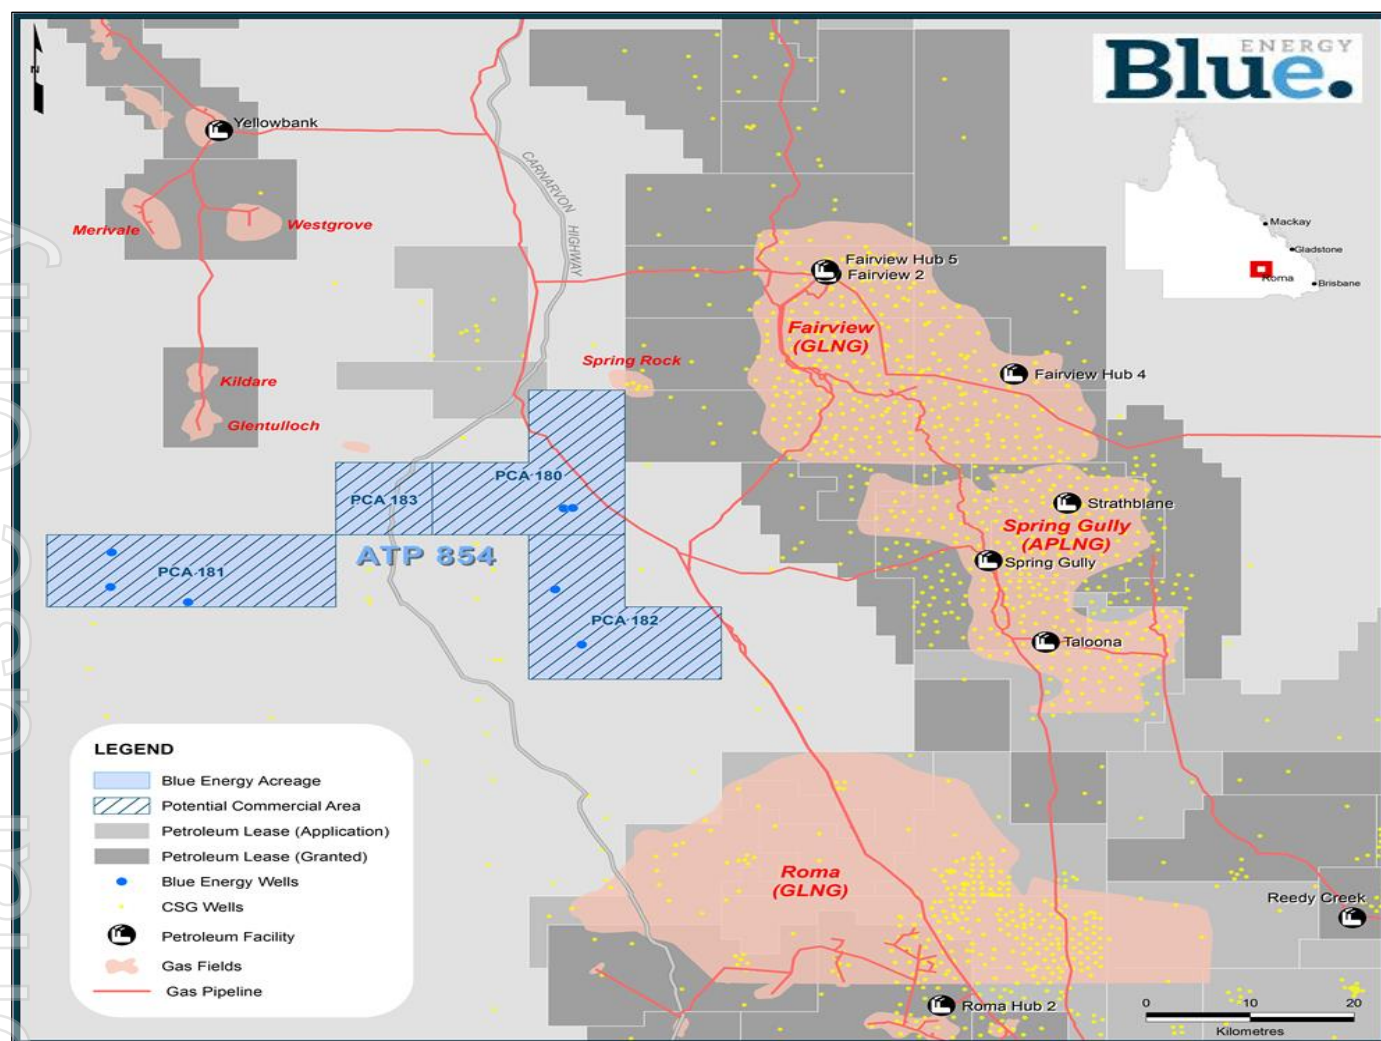 N
Blue.
ENERGY
Yellowbank
CARNARVON HIGHWAY
Mackay
Gladstone
Roma
Brisbane
Merivale
Westgrove
Fairview Hub 5
Fairview 2
Fairview
(GLNG)
Spring Rock
Fairview Hub 4
Kildare
Glentulloch
PCA 180
PCA 183
Strathblane
Spring Gully
(APLNG)
ATP 854
Spring Gully
PCA 181
PCA 182
Taloona
LEGEND
Blue Energy Acreage
Potential Commercial Area
Petroleum Lease (Application)
Petroleum Lease (Granted)
Blue Energy Wells
CSG Wells
Petroleum Facility
Gas Fields
Gas Pipeline
Roma
(GLNG)
Reedy Creek
Roma Hub 2
0 10 20
Kilometres